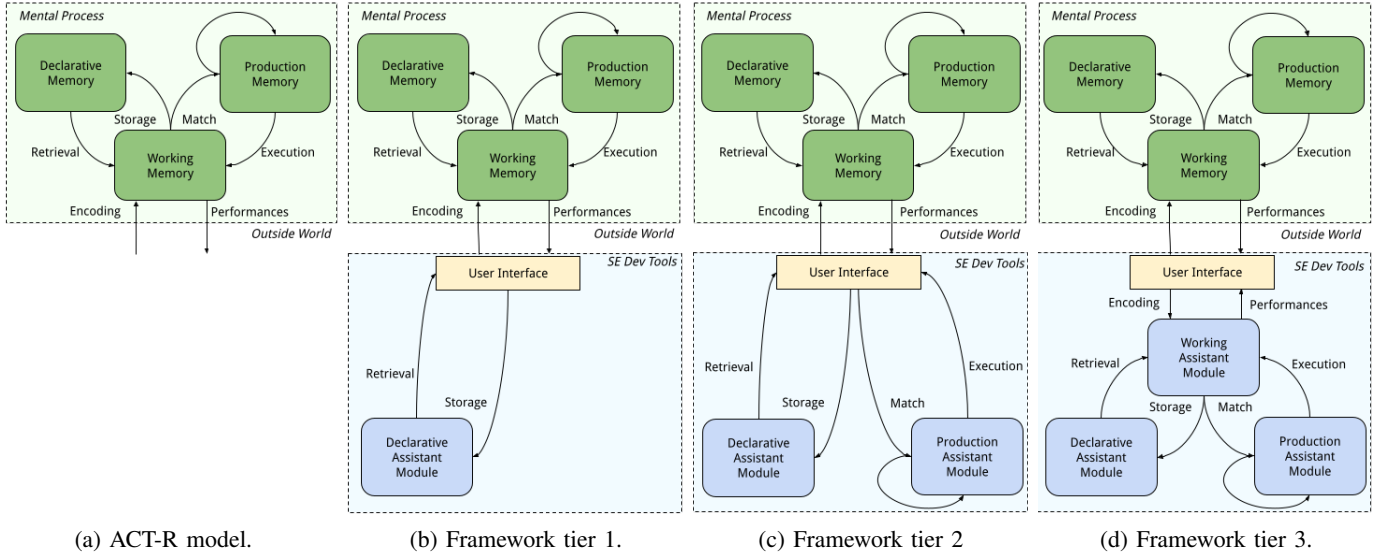 Mental Process
Declarative
Memory
Production
Memory
Storage
Match
Retrieval
Working
Memory
Execution
Encoding
Performances
Outside World
(a) ACT-R model.
Mental Process
Declarative
Memory
Production
Memory
Storage
Match
Retrieval
Working
Memory
Execution
Encoding
Performances
Outside World
SE Dev Tools
User Interface
Retrieval
Storage
Declarative
Assistant
Module
(b) Framework tier 1.
Mental Process
Declarative
Memory
Production
Memory
Storage
Match
Retrieval
Working
Memory
Execution
Encoding
Performances
Outside World
SE Dev Tools
User Interface
Retrieval
Execution
Storage
Match
Declarative
Assistant
Module
Production
Assistant
Module
(c) Framework tier 2
Mental Process
Declarative
Memory
Production
Memory
Storage
Match
Retrieval
Working
Memory
Execution
Encoding
Performances
Outside World
SE Dev Tools
User Interface
Encoding
Performances
Working
Assistant
Module
Retrieval
Execution
Storage
Match
Declarative
Assistant
Module
Production
Assistant
Module
(d) Framework tier 3.